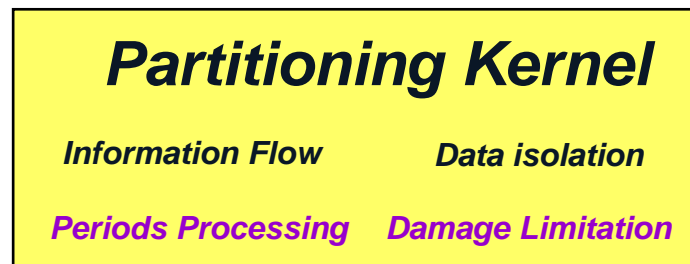 Partitioning Kernel
Information Flow Data isolation
Periods Processing Damage Limitation